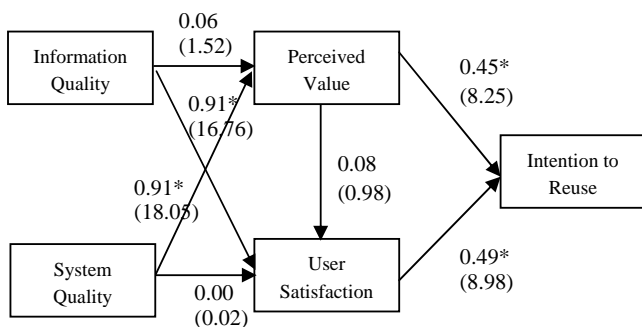 0.06
(1.52)
Information
Quality
Perceived
Value
0.45*
(8.25)
0.91*
(16.76)
0.08
(0.98)
Intention to
Reuse
0.91*
(18.05)
System
Quality
0.00
(0.02)
User
Satisfaction
0.49*
(8.98)